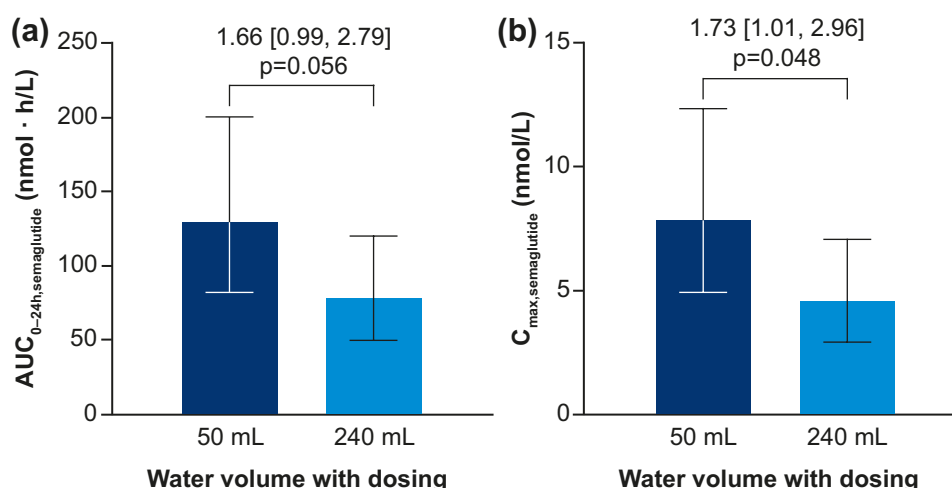 (a)
1.66 [0.99, 2.79]
p=0.056
AUC0–24h,semaglutide (nmol · h/L)
250
200
150
100
50
0
50 mL 240 mL
Water volume with dosing
(b)
1.73 [1.01, 2.96]
p=0.048
Cmax,semaglutide (nmol/L)
15
10
5
0
50 mL 240 mL
Water volume with dosing